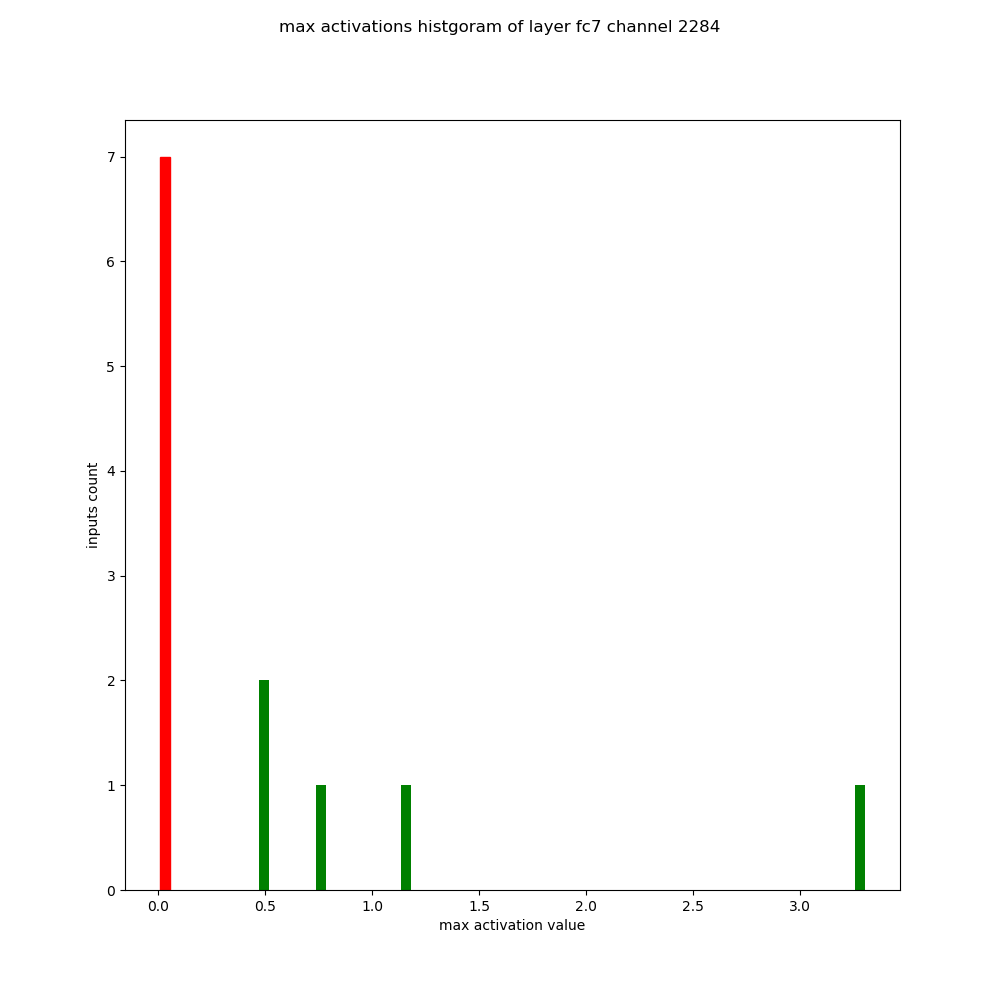 max activations histgoram of layer fc7 channel 2284
7
6
5
4
3
2
1
0
inputs count
0.0 0.5 1.0 1.5 2.0 2.5 3.0
max activation value